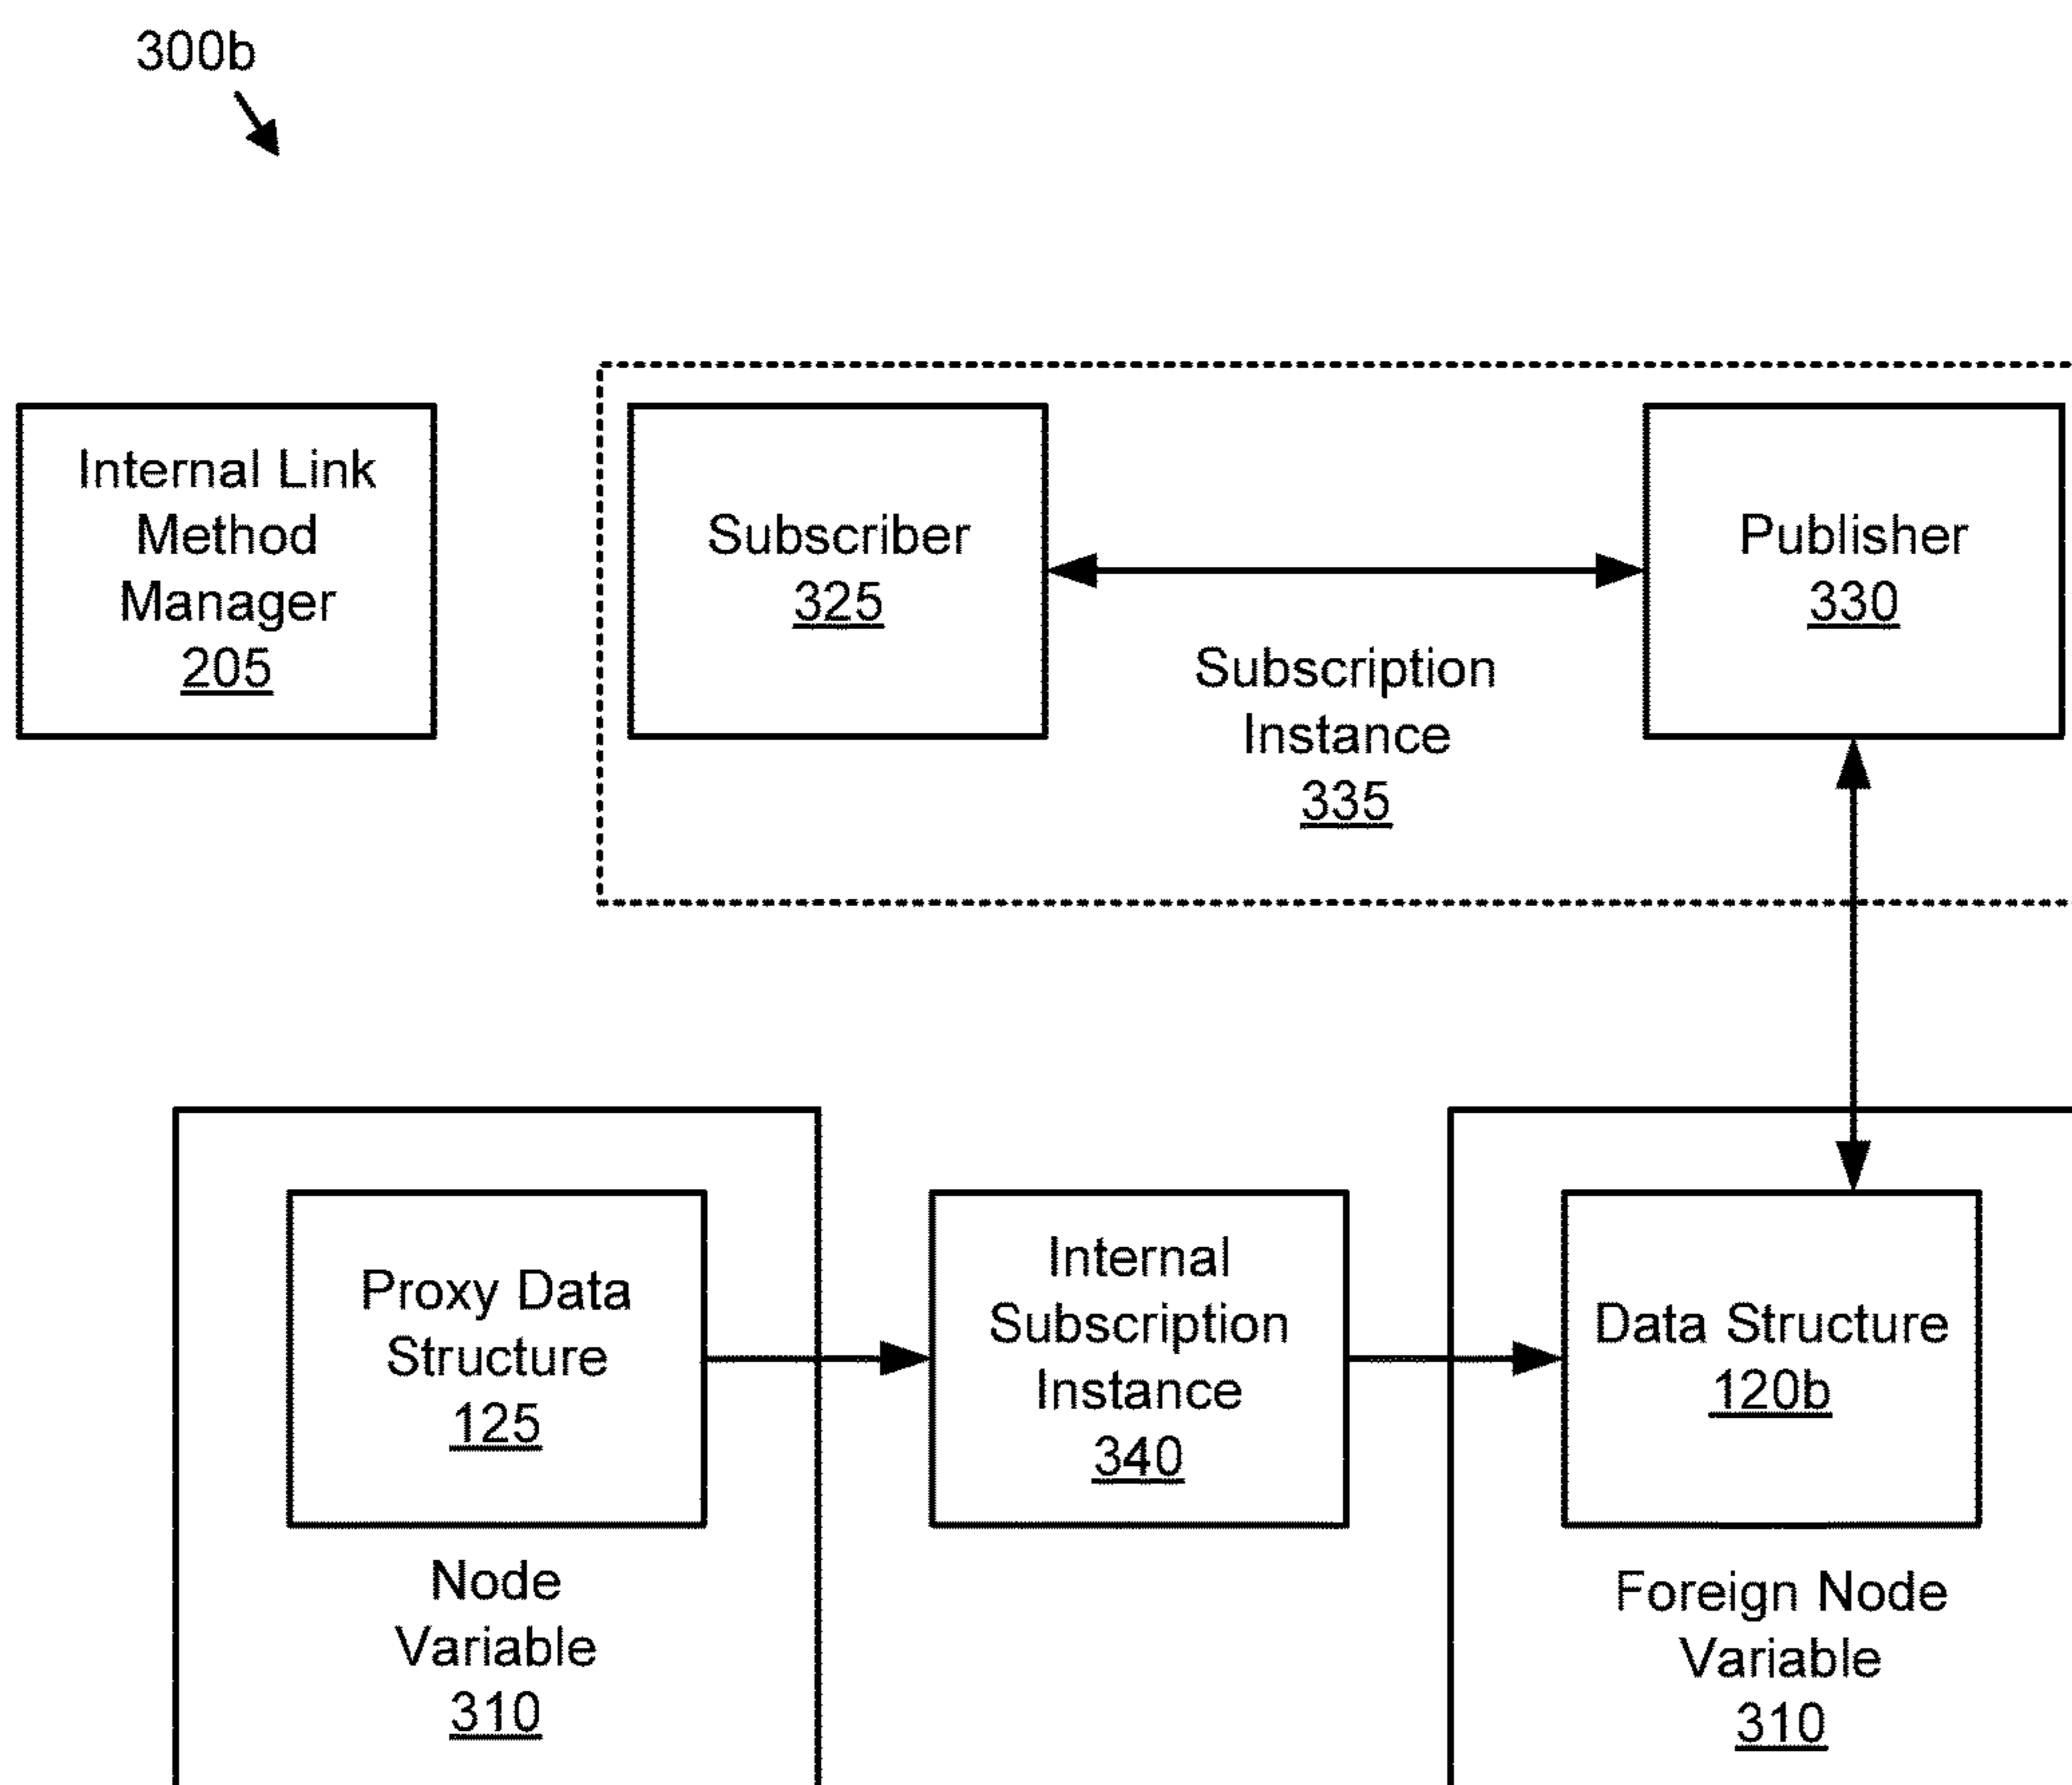 300b
Internal Link
Method
Manager
205
Subscriber
325
Subscription
Instance
335
Publisher
330
Proxy Data
Structure
125
Node
Variable
310
Internal
Subscription
Instance
340
Data Structure
120b
Foreign Node
Variable
310